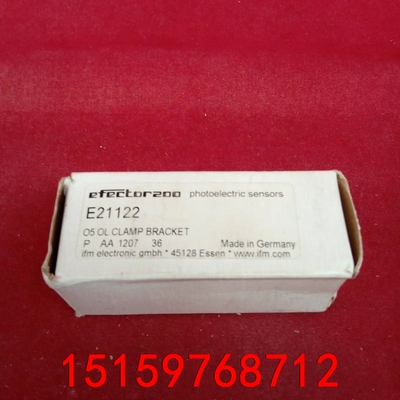 efector200 photoelectric sensors
E21122
O5 OL CLAMP BRACKET
P AA 1207 36 Made in Germany
ifm electronic gmbh * 45128 Essen * www.ifm.com
15159768712